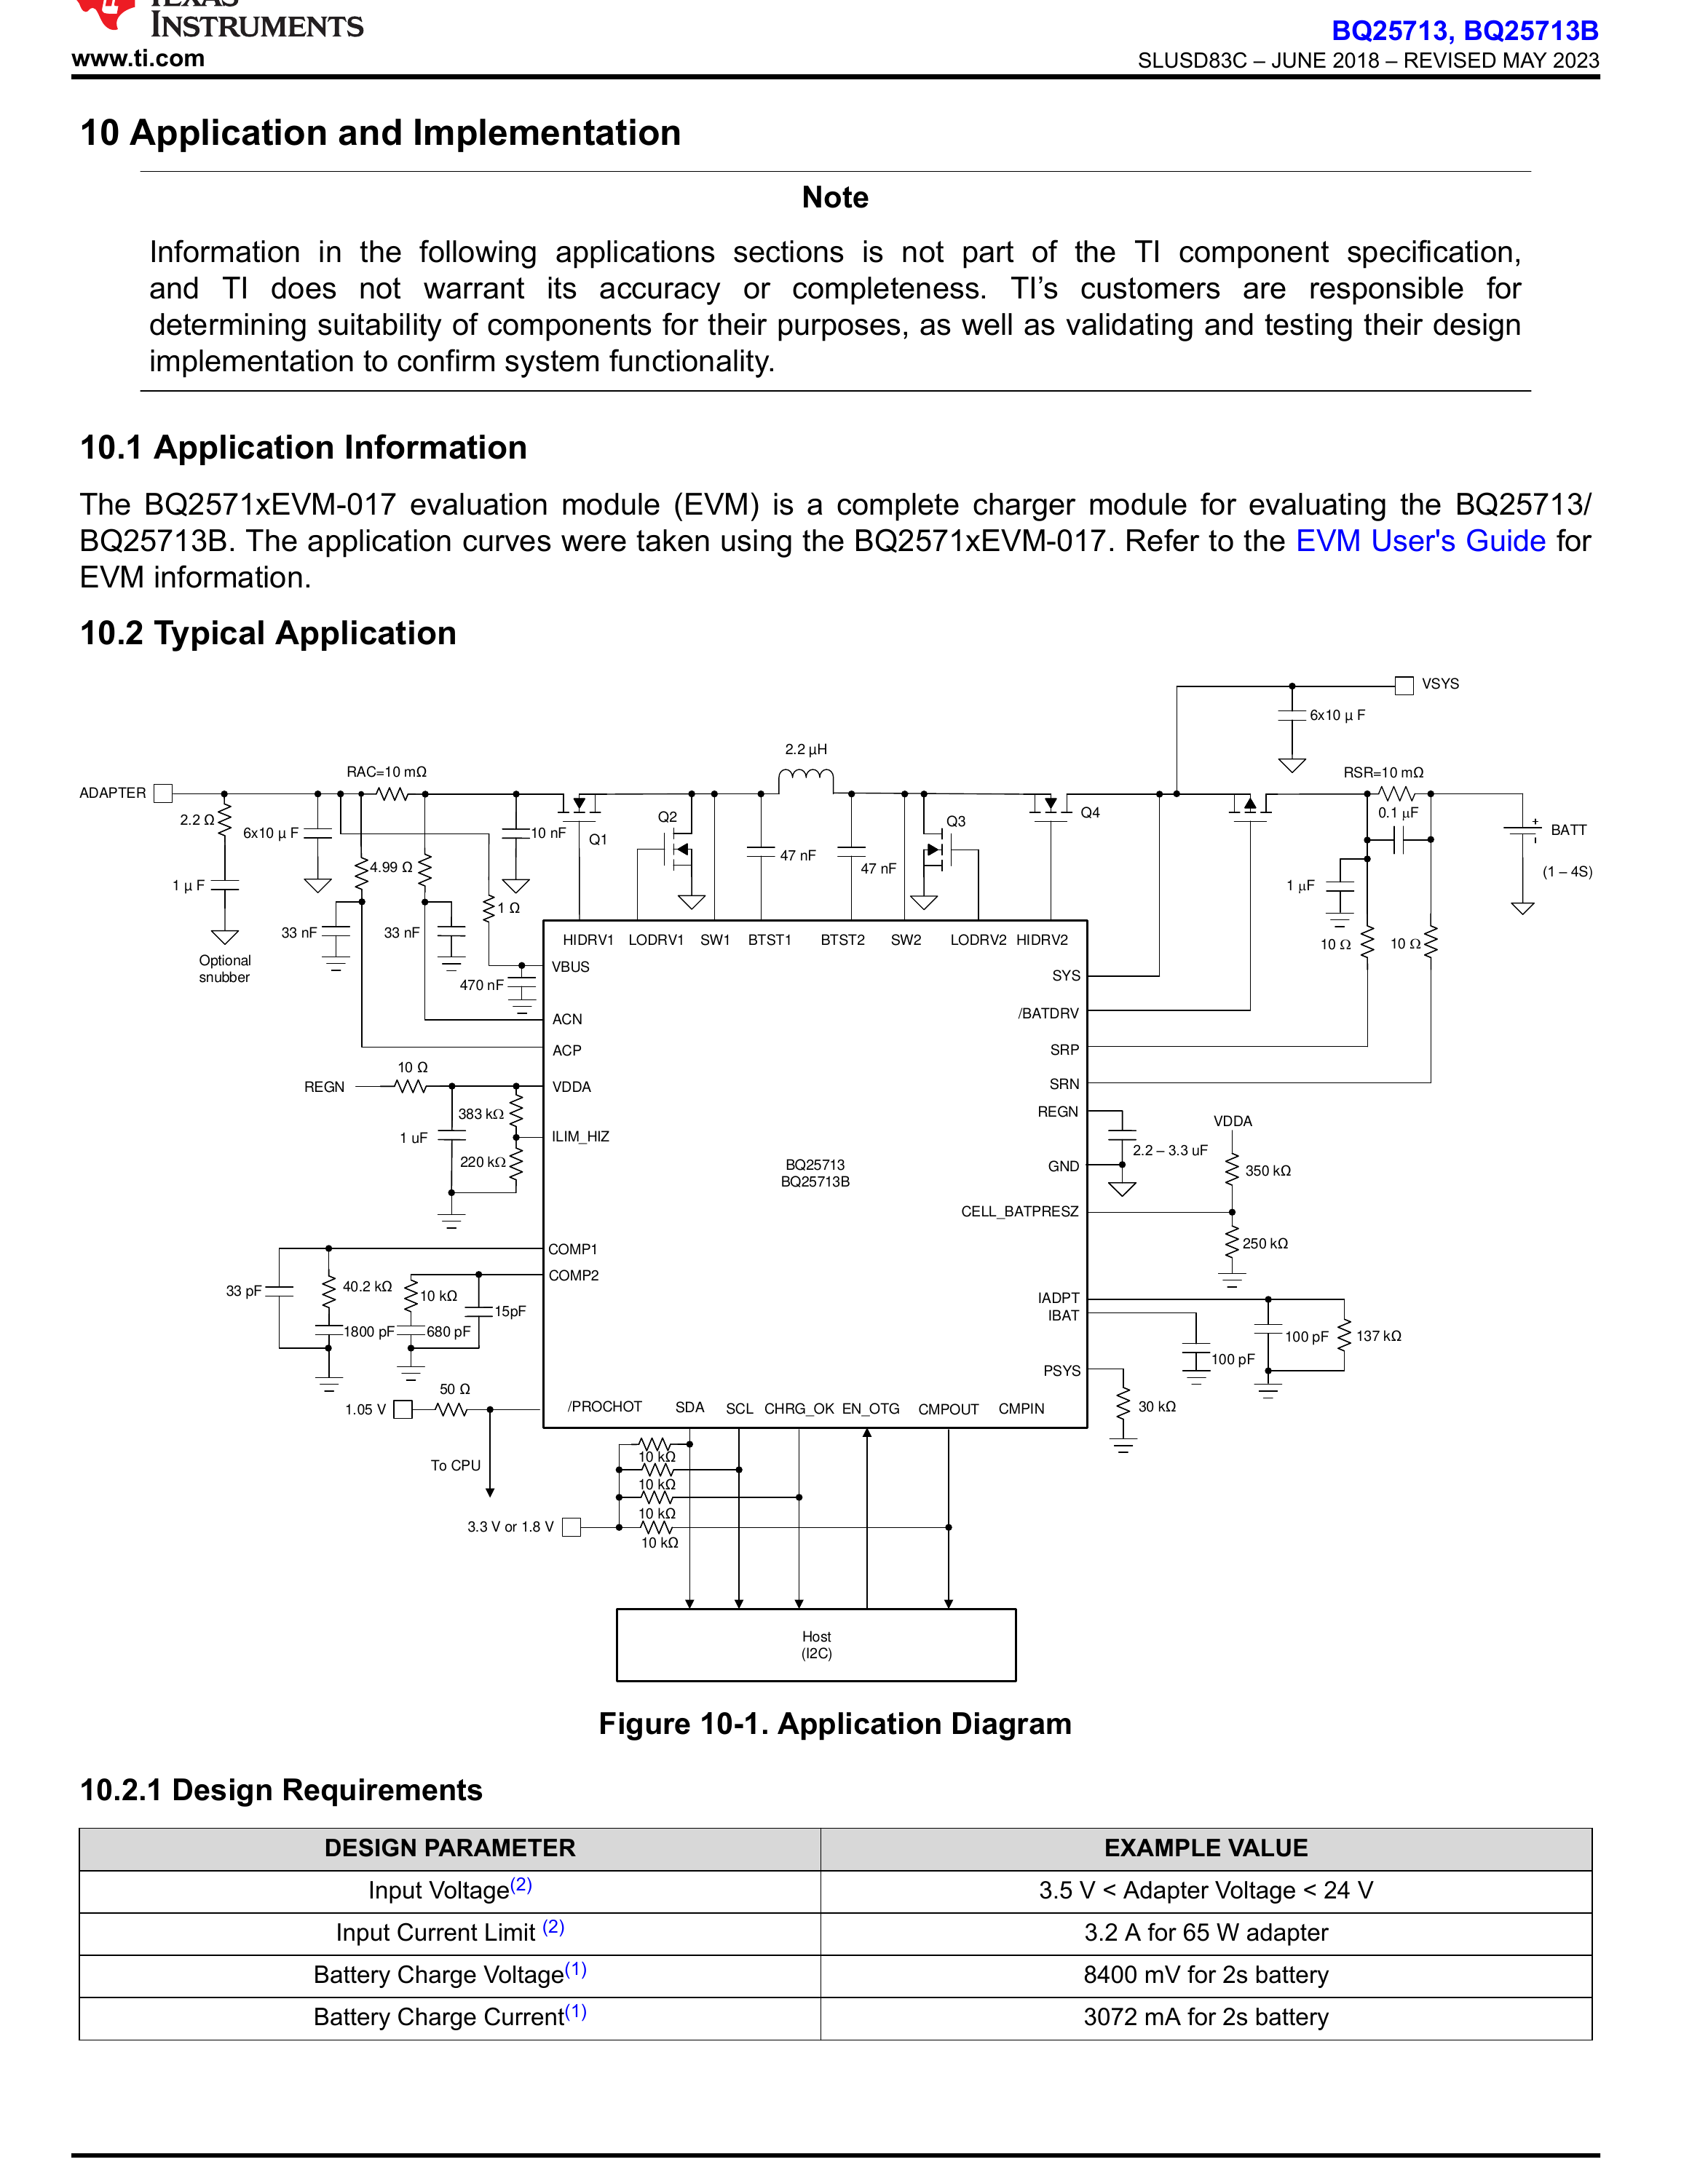 TEXAS
INSTRUMENTS
www.ti.com
BQ25713, BQ25713B
SLUSD83C – JUNE 2018 – REVISED MAY 2023
10 Application and Implementation
Note
Information in the following applications sections is not part of the TI component specification,
and TI does not warrant its accuracy or completeness. TI's customers are responsible for
determining suitability of components for their purposes, as well as validating and testing their design
implementation to confirm system functionality.
10.1 Application Information
The BQ2571xEVM-017 evaluation module (EVM) is a complete charger module for evaluating the BQ25713/
BQ25713B. The application curves were taken using the BQ2571xEVM-017. Refer to the EVM User's Guide for
EVM information.
10.2 Typical Application
VSYS
6x10 µ F
2.2 µH
RAC=10 mΩ
RSR=10 mΩ
ADAPTER
2.2 Ω
6x10 µ F
10 nF
Q1
Q2
Q3
Q4
0.1 µF
BATT
+
-
(1 – 4S)
4.99 Ω
47 nF
47 nF
1 µ F
1 µF
1 Ω
33 nF
33 nF
10 Ω
10 Ω
Optional
snubber
470 nF
HIDRV1
LODRV1
SW1
BTST1
BTST2
SW2
LODRV2
HIDRV2
VBUS
SYS
ACN
/BATDRV
ACP
SRP
10 Ω
REGN
VDDA
SRN
383 kΩ
REGN
VDDA
1 uF
ILIM_HIZ
2.2 – 3.3 uF
220 kΩ
BQ25713
BQ25713B
GND
350 kΩ
CELL_BATPRESZ
250 kΩ
COMP1
COMP2
33 pF
40.2 kΩ
10 kΩ
15pF
1800 pF
680 pF
IADPT
IBAT
100 pF
137 kΩ
100 pF
PSYS
30 kΩ
50 Ω
1.05 V
/PROCHOT
SDA
SCL
CHRG_OK
EN_OTG
CMPOUT
CMPIN
To CPU
10 kΩ
10 kΩ
10 kΩ
3.3 V or 1.8 V
10 kΩ
Host
(I2C)
Figure 10-1. Application Diagram
10.2.1 Design Requirements
DESIGN PARAMETER
EXAMPLE VALUE
Input Voltage(2)
3.5 V < Adapter Voltage < 24 V
Input Current Limit (2)
3.2 A for 65 W adapter
Battery Charge Voltage(1)
8400 mV for 2s battery
Battery Charge Current(1)
3072 mA for 2s battery